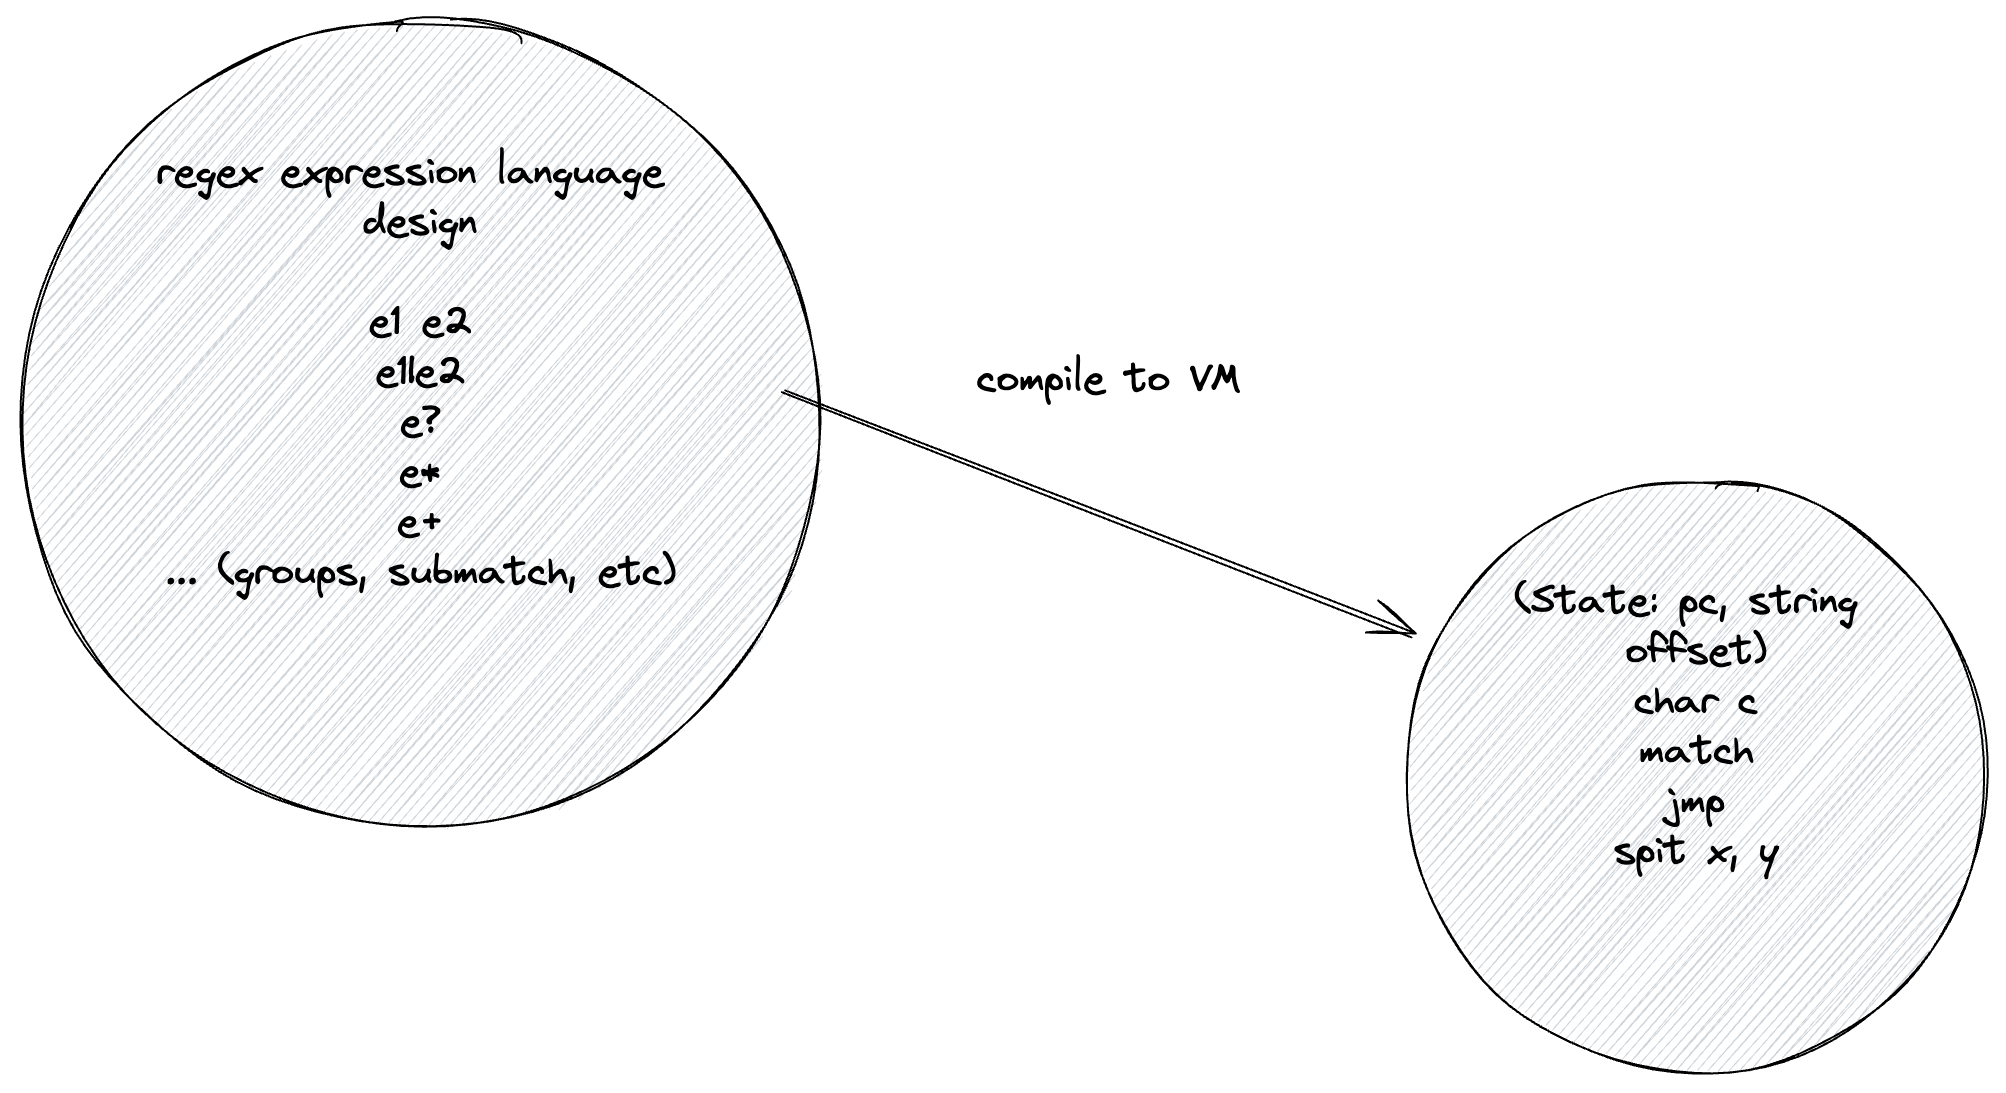 regex expression language
design
e1 e2
e1|e2
e?
e*
e+
... (groups, submatch, etc)
compile to VM
(State: pc, string
offset)
char c
match
jmp
spit x, y